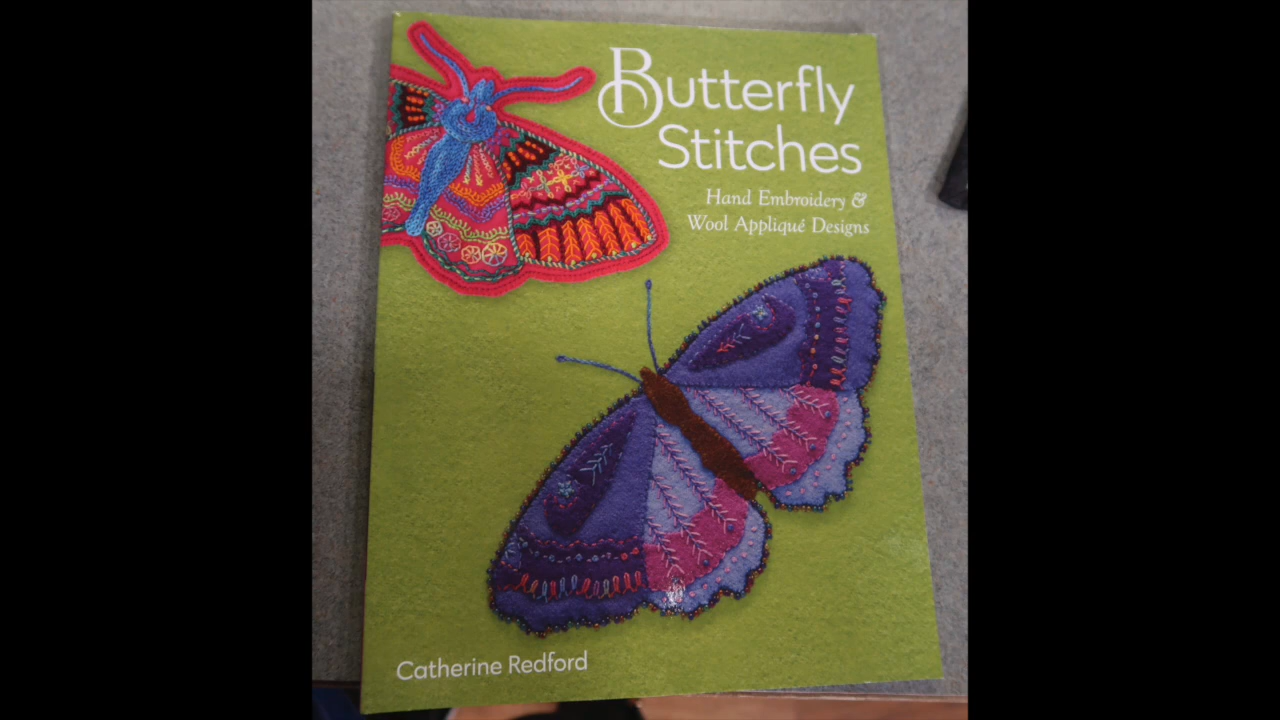 Butterfly
Stitches
Hand Embroidery &
Wool Appliqué Designs
Catherine Redford